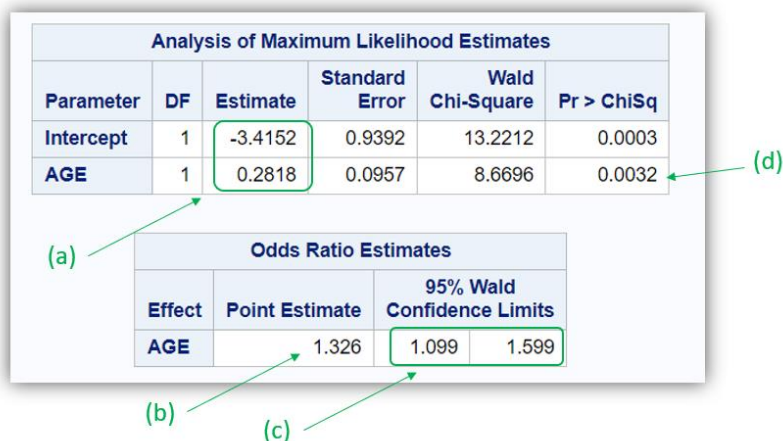 Analysis of Maximum Likelihood Estimates
Parameter DF Estimate Standard Error Wald Chi-Square Pr > ChiSq
Intercept 1 -3.4152 0.9392 13.2212 0.0003
AGE 1 0.2818 0.0957 8.6696 0.0032
(d)
(a)
Odds Ratio Estimates
Effect Point Estimate 95% Wald Confidence Limits
AGE 1.326 1.099 1.599
(b)
(c)